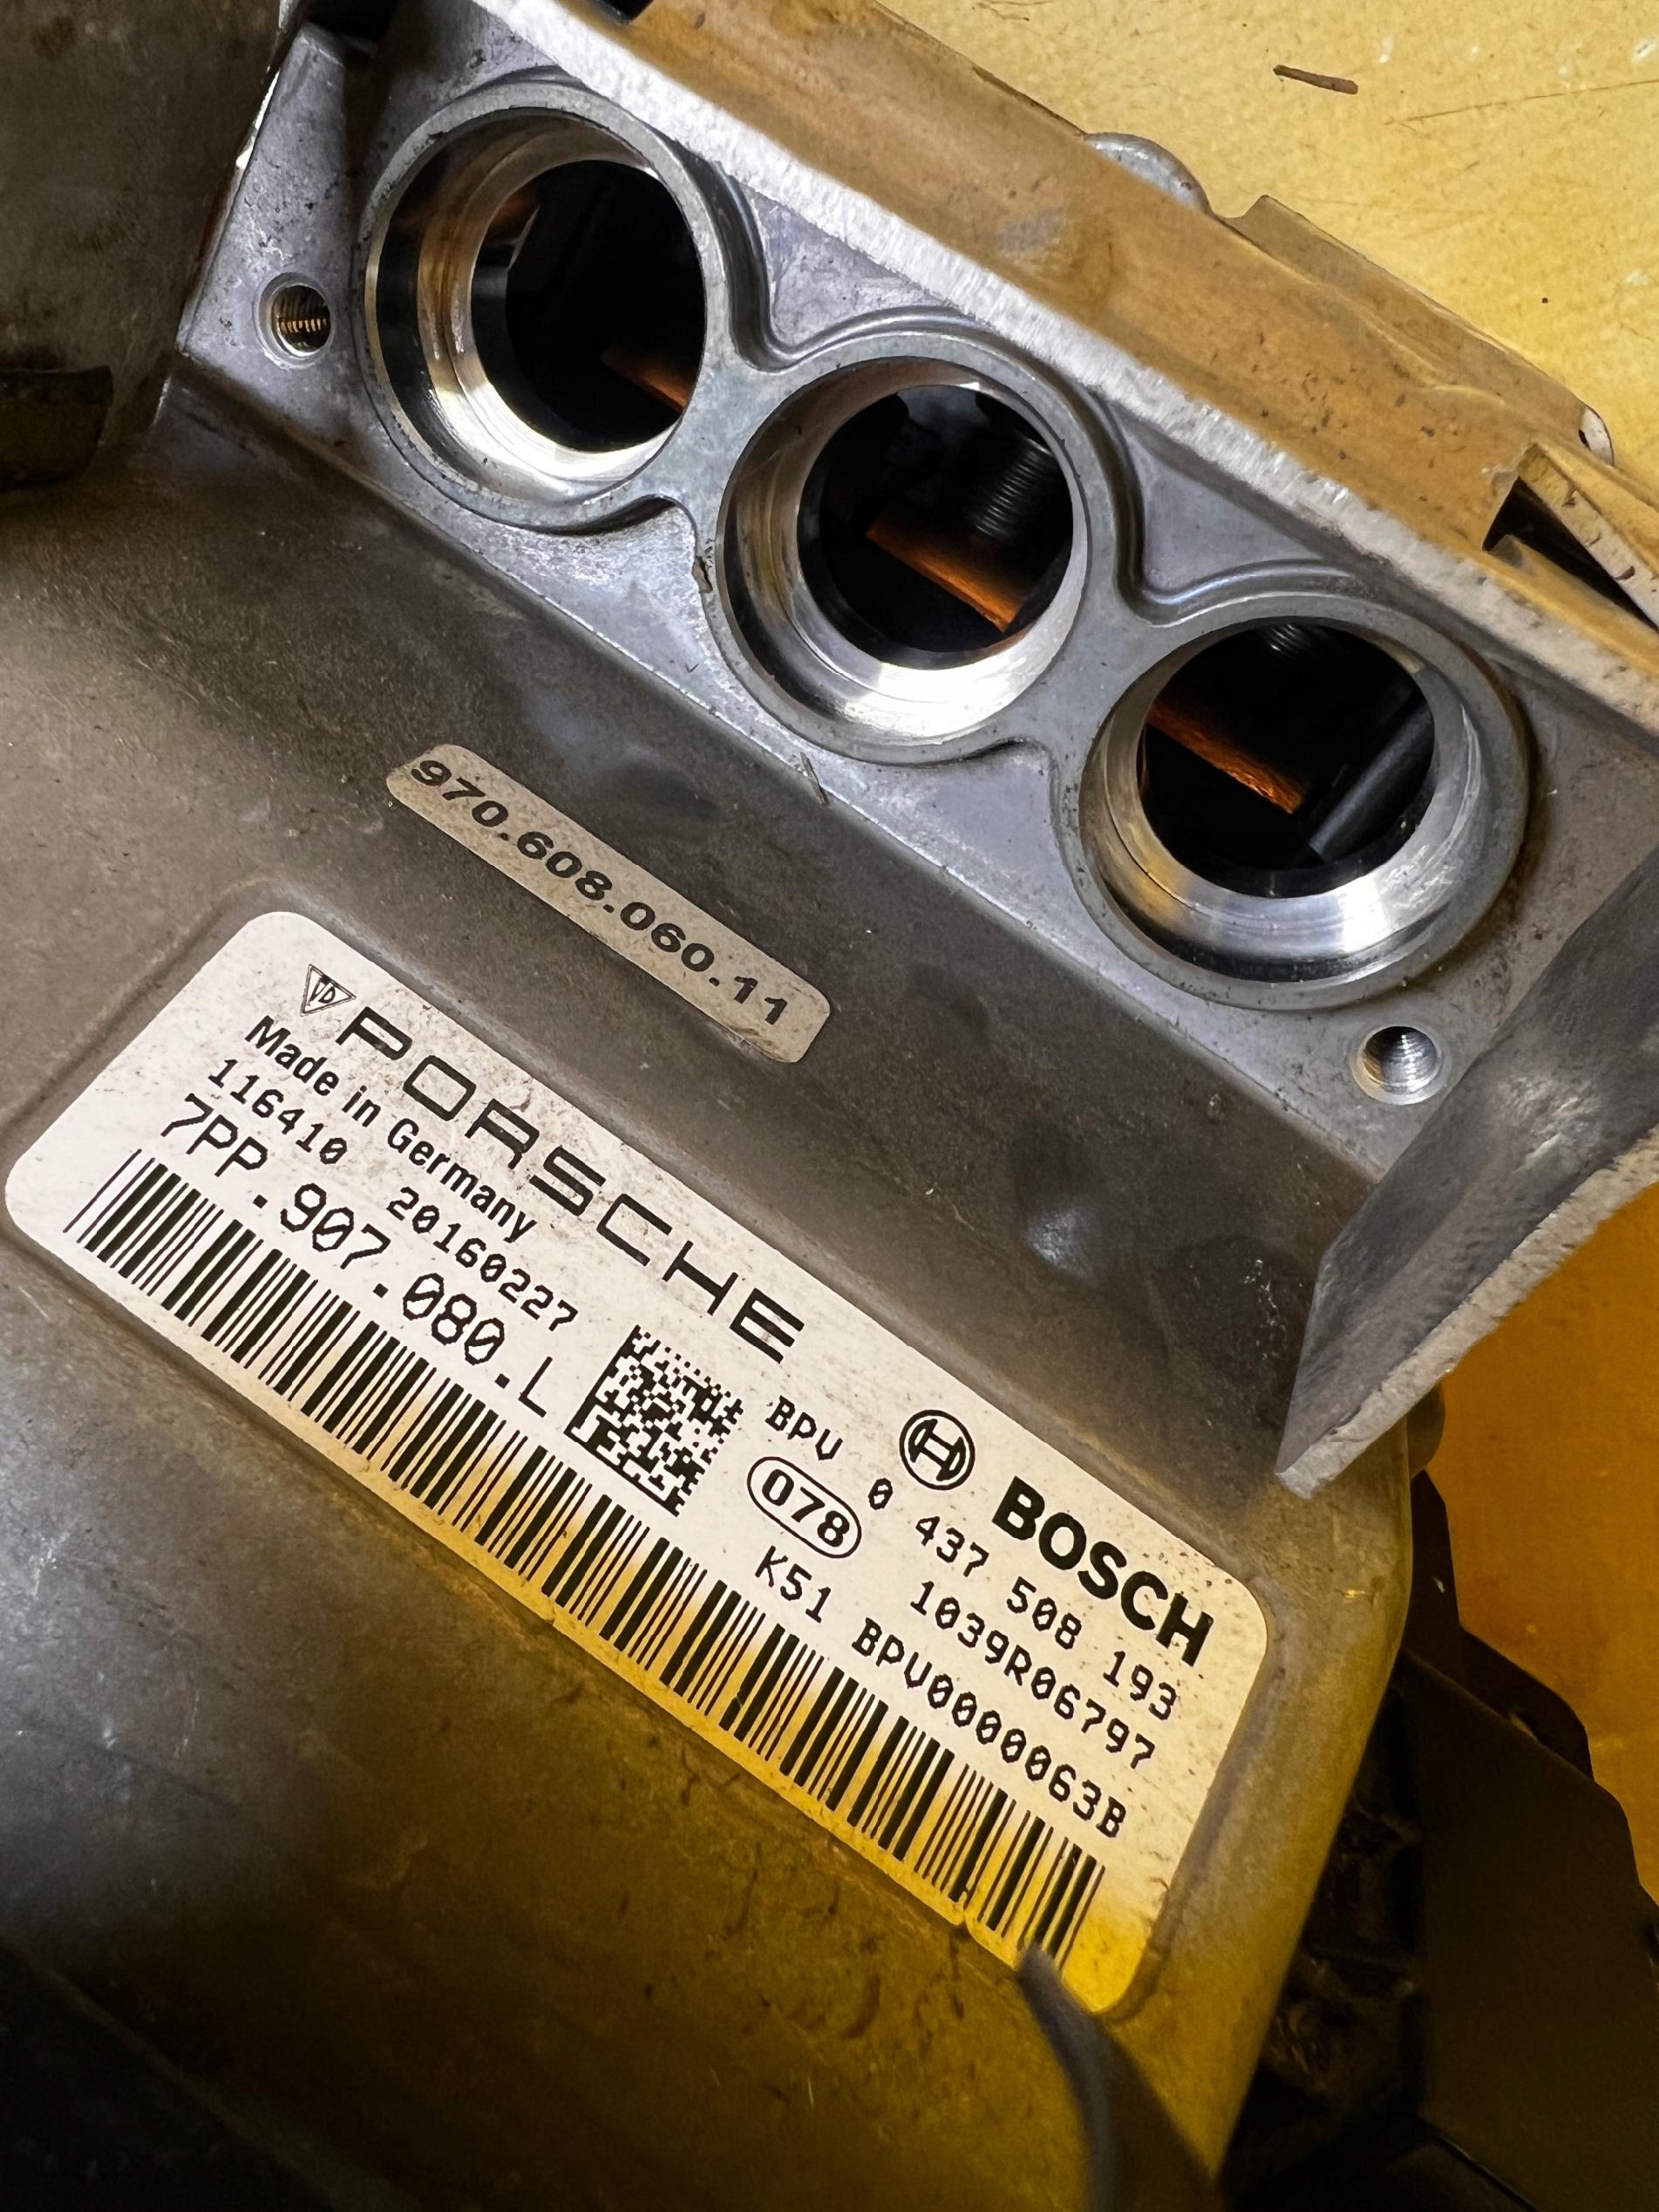 970.608.060.11
VD PORSCHE
Made in Germany
116410 20160227
7PP.907.080.L
BOSCH
BPV 0 437 508 193
078 1039R06797
K51 BPV0000063B